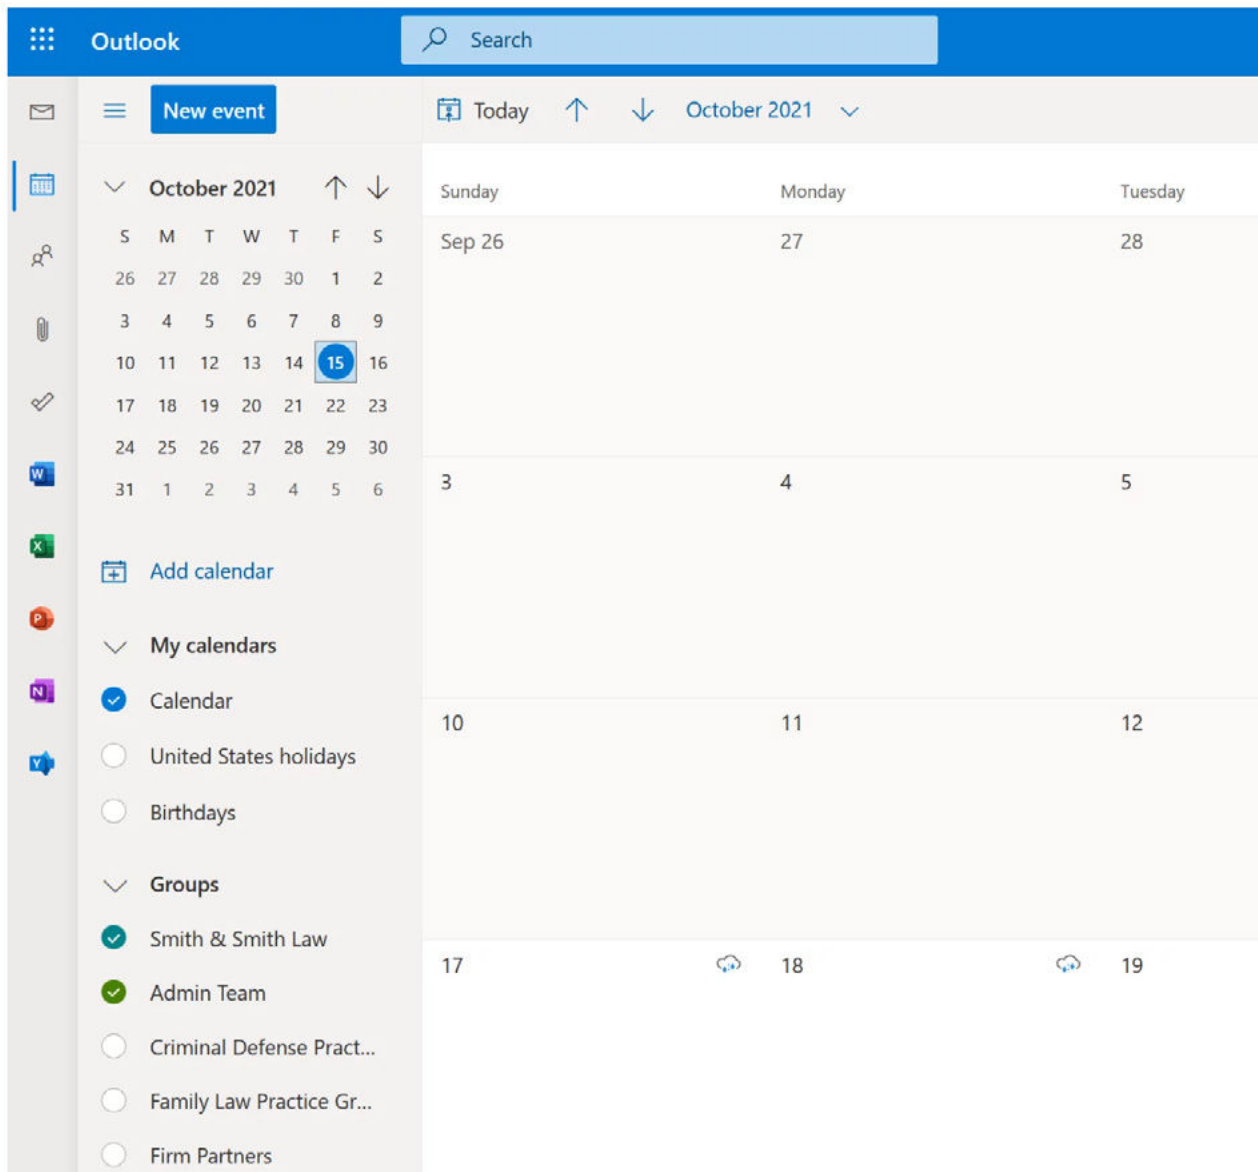 Outlook
Search
New event
Today
October 2021
October 2021
S M T W T F S
26 27 28 29 30 1 2
3 4 5 6 7 8 9
10 11 12 13 14 15 16
17 18 19 20 21 22 23
24 25 26 27 28 29 30
31 1 2 3 4 5 6
Add calendar
My calendars
Calendar
United States holidays
Birthdays
Groups
Smith & Smith Law
Admin Team
Criminal Defense Pract...
Family Law Practice Gr...
Firm Partners
Sunday Monday Tuesday
Sep 26 27 28
3 4 5
10 11 12
17 18 19
W
X
P
N
Y